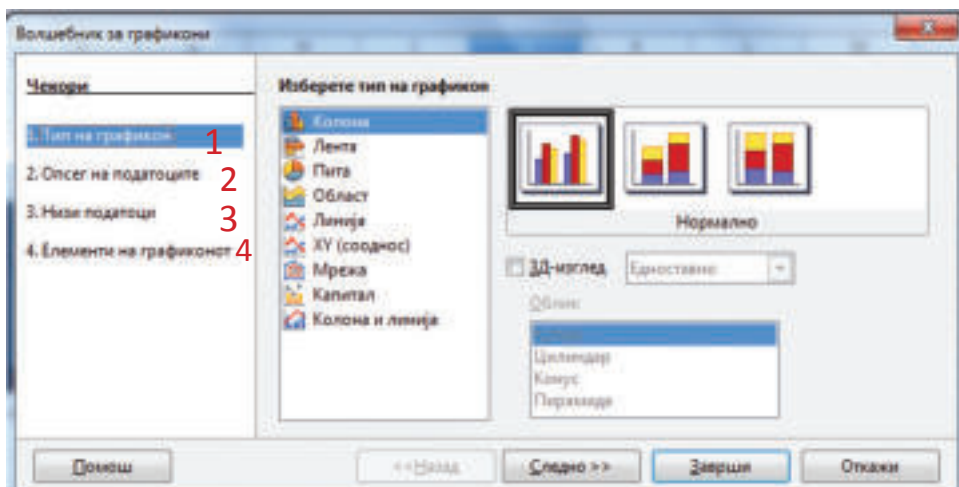 Волшебник за графикони
Чекори
1. Тип на графикон 1
2. Опсег на податоците 2
3. Низи податоци 3
4. Елементи на графиконот 4
Изберете тип на графикон
Колона
Лента
Пита
Област
Линија
XY (сооднос)
Мрежа
Капитал
Колона и линија
Нормално
3Д-изглед Едноставно
Облик
Цилиндар
Конус
Пирамида
Помош
<<Назад
Следно >>
Заврши
Откажи